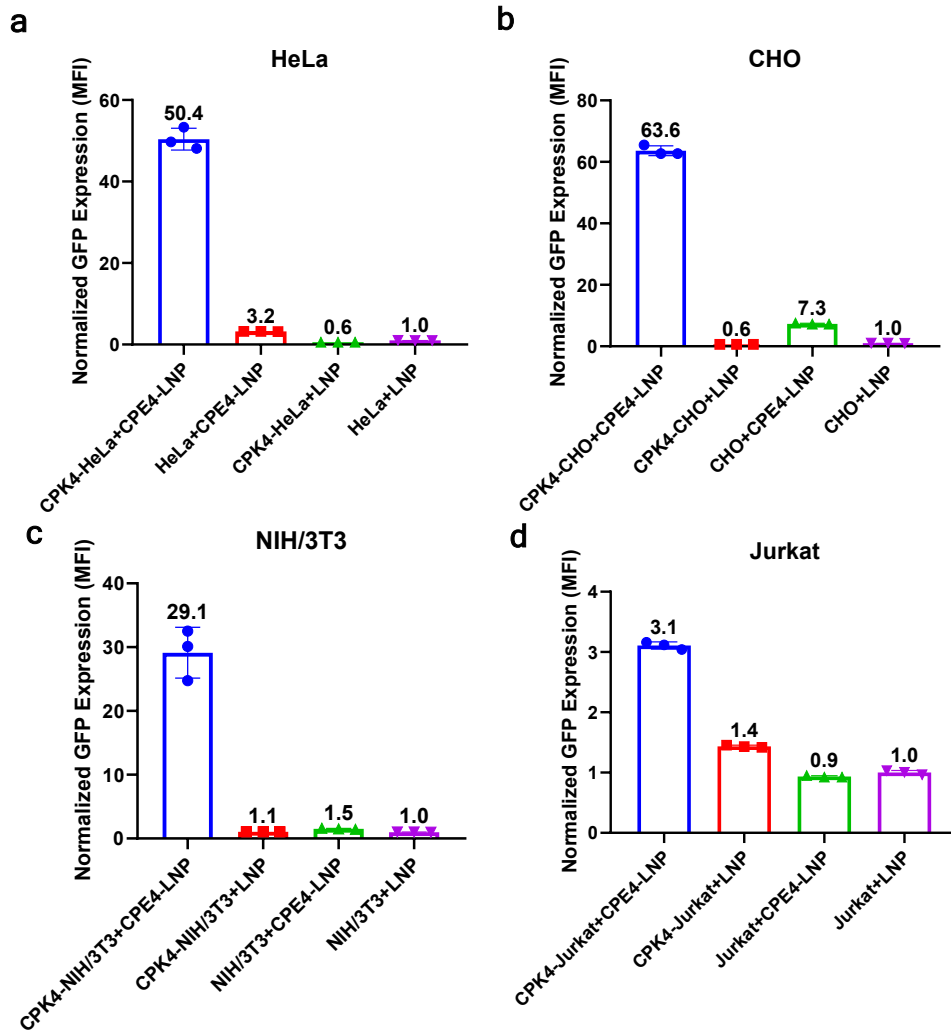 a
HeLa
Normalized GFP Expression (MFI)
60
40
20
0
50.4
3.2
0.6
1.0
CPK4-HeLa+CPE4-LNP
HeLa+CPE4-LNP
CPK4-HeLa+LNP
HeLa+LNP
b
CHO
Normalized GFP Expression (MFI)
80
60
40
20
0
63.6
0.6
7.3
1.0
CPK4-CHO+CPE4-LNP
CPK4-CHO+LNP
CHO+CPE4-LNP
CHO+LNP
c
NIH/3T3
Normalized GFP Expression (MFI)
40
30
20
10
0
29.1
1.1
1.5
1.0
CPK4-NIH/3T3+CPE4-LNP
CPK4-NIH/3T3+LNP
NIH/3T3+CPE4-LNP
NIH/3T3+LNP
d
Jurkat
Normalized GFP Expression (MFI)
4
3
2
1
0
3.1
1.4
0.9
1.0
CPK4-Jurkat+CPE4-LNP
CPK4-Jurkat+LNP
Jurkat+CPE4-LNP
Jurkat+LNP